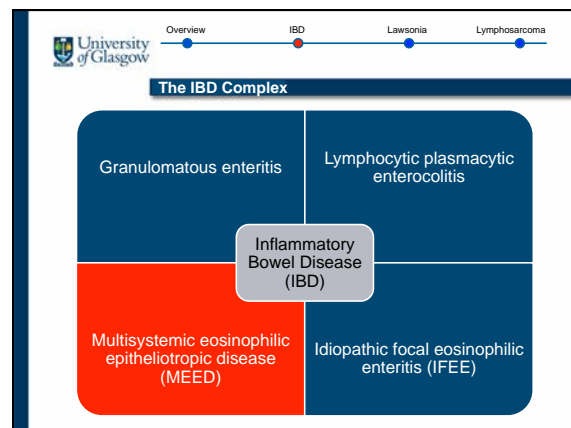 Overview IBD Lawsonia Lymphosarcoma
University
of Glasgow
The IBD Complex
Granulomatous enteritis
Lymphocytic plasmacytic
enterocolitis
Inflammatory
Bowel Disease
(IBD)
Multisystemic eosinophilic
epitheliotropic disease
(MEED)
Idiopathic focal eosinophilic
enteritis (IFEE)